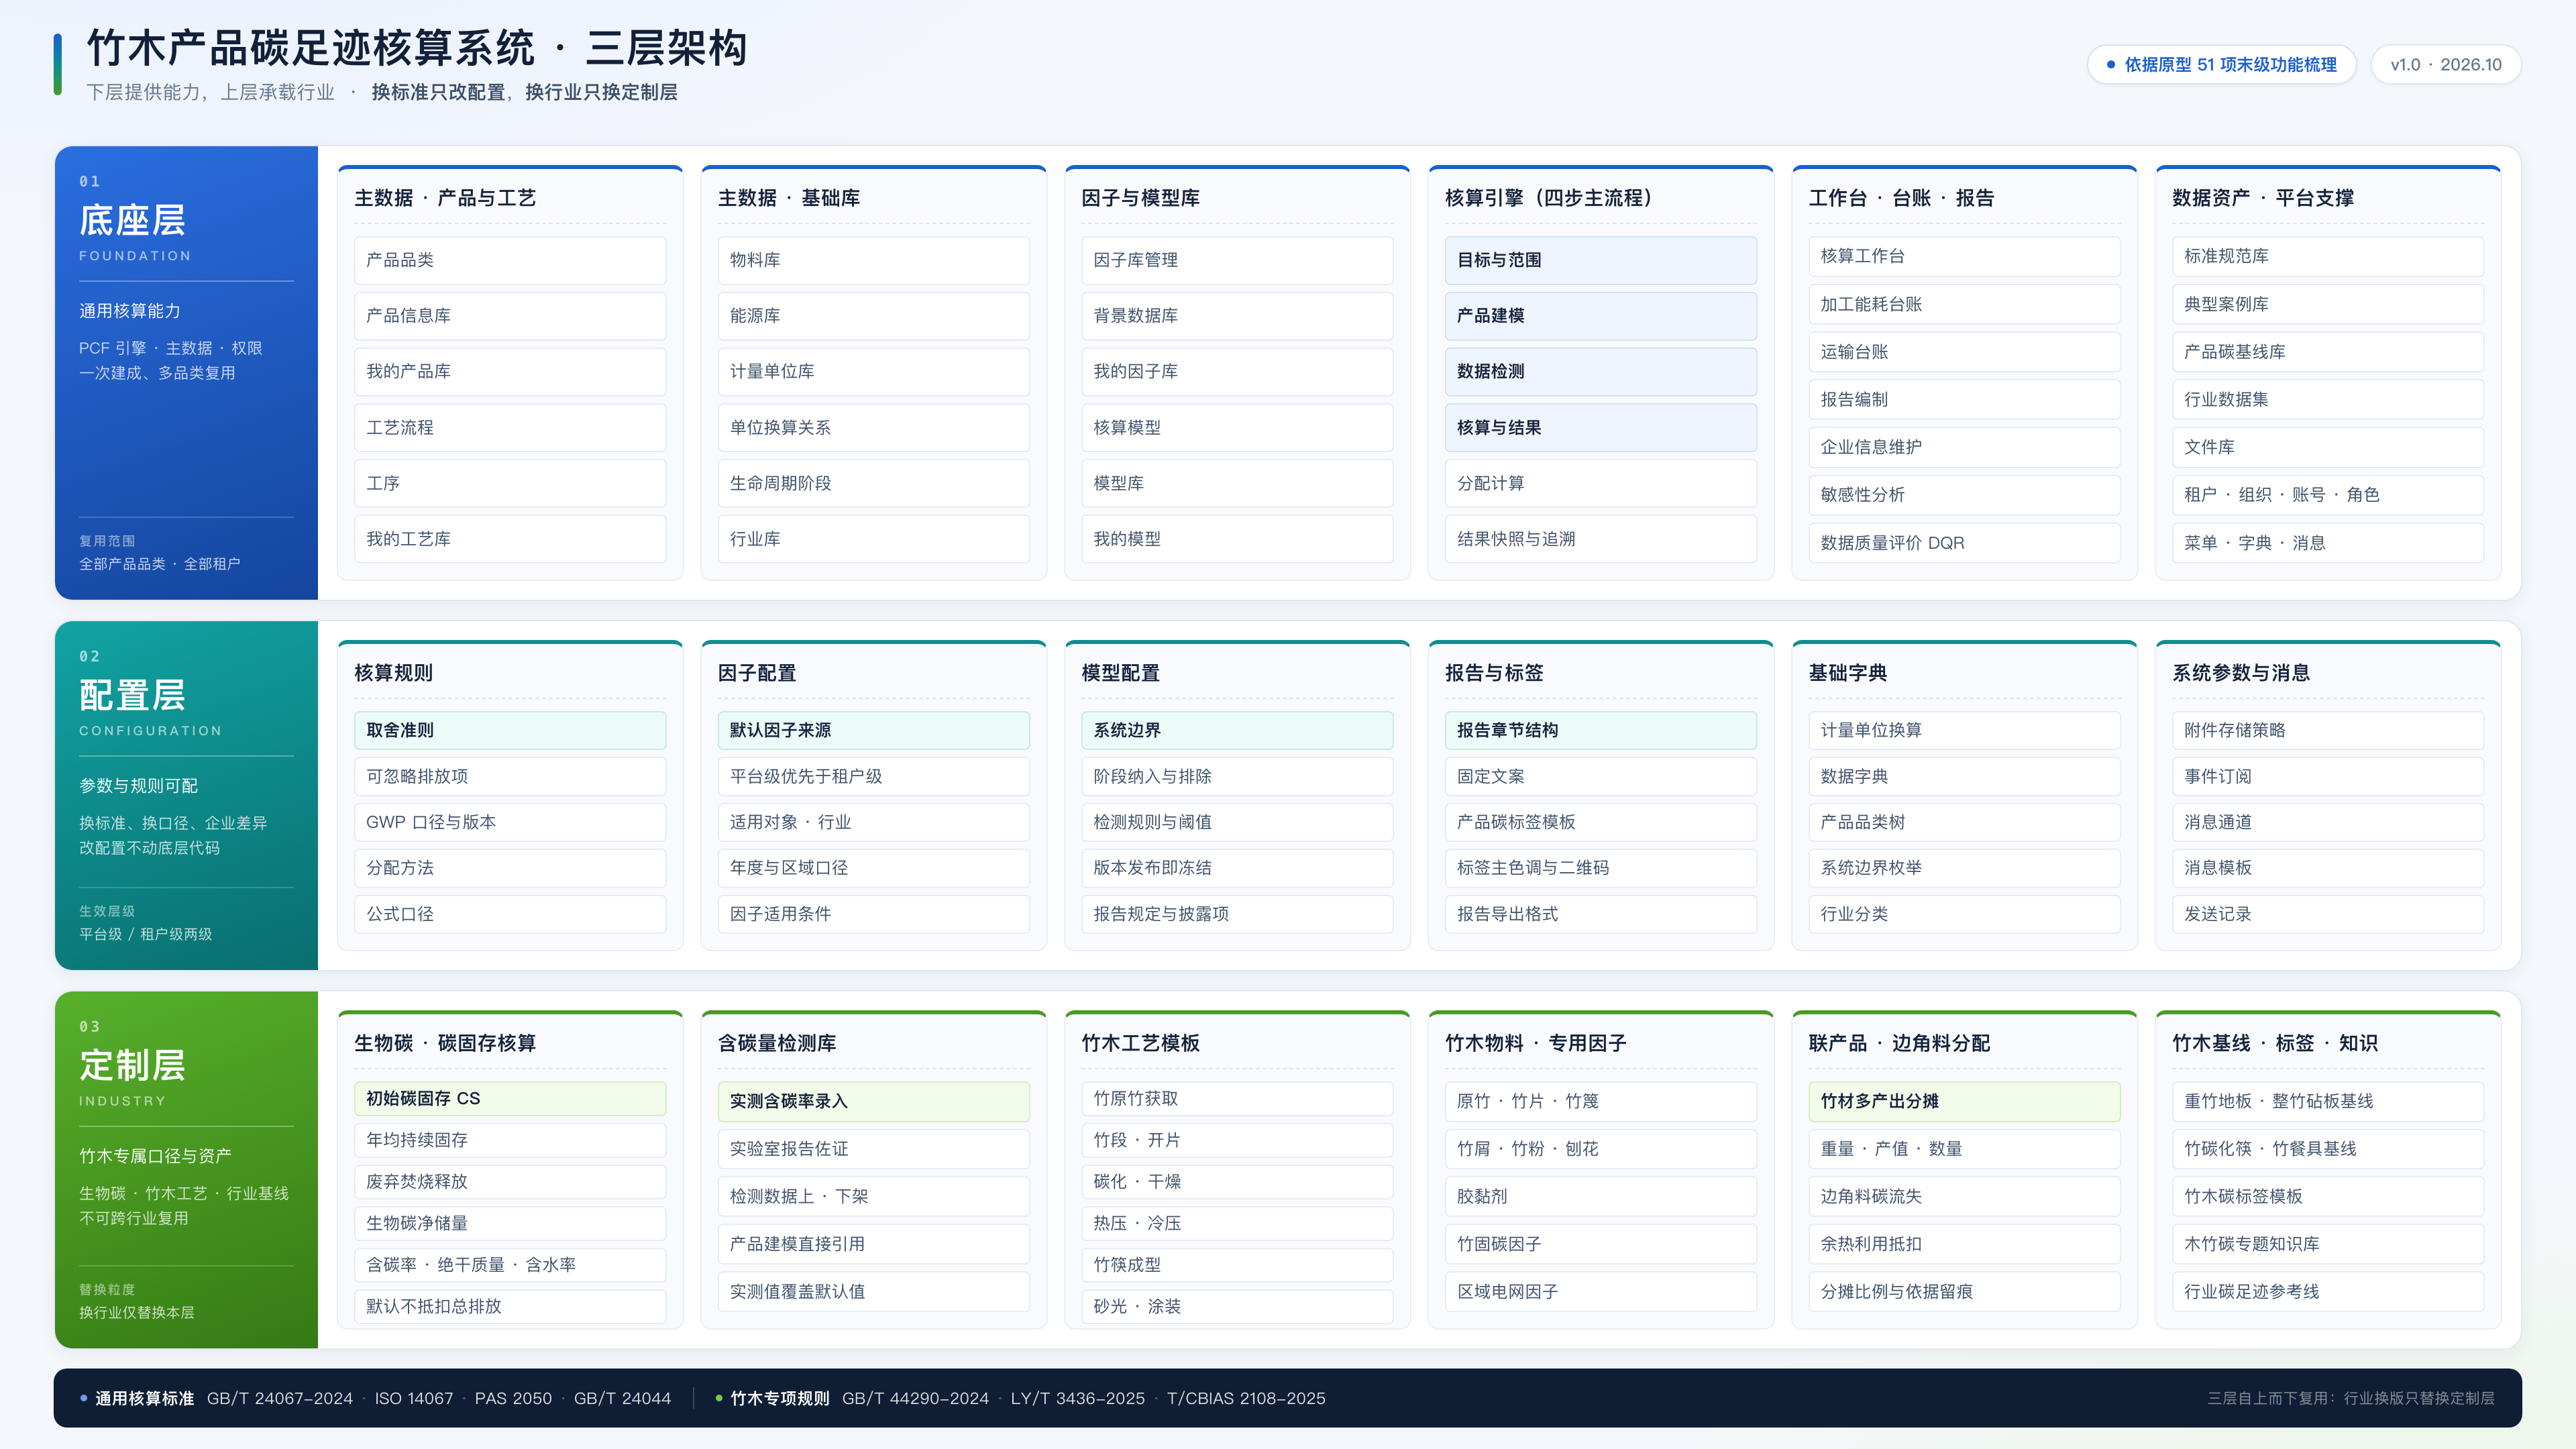 竹木产品碳足迹核算系统 · 三层架构
下层提供能力，上层承载行业 · 换标准只改配置，换行业只换定制层
依据原型 51 项末级功能梳理
v1.0 · 2026.10
01
底座层
FOUNDATION
通用核算能力
PCF 引擎 · 主数据 · 权限
一次建成、多品类复用
复用范围
全部产品品类 · 全部租户
主数据 · 产品与工艺
产品品类
产品信息库
我的产品库
工艺流程
工序
我的工艺库
主数据 · 基础库
物料库
能源库
计量单位库
单位换算关系
生命周期阶段
行业库
因子与模型库
因子库管理
背景数据库
我的因子库
核算模型
模型库
我的模型
核算引擎（四步主流程）
目标与范围
产品建模
数据检测
核算与结果
分配计算
结果快照与追溯
工作台 · 台账 · 报告
核算工作台
加工能耗台账
运输台账
报告编制
企业信息维护
敏感性分析
数据质量评价 DQR
数据资产 · 平台支撑
标准规范库
典型案例库
产品碳基线库
行业数据集
文件库
租户 · 组织 · 账号 · 角色
菜单 · 字典 · 消息
02
配置层
CONFIGURATION
参数与规则可配
换标准、换口径、企业差异
改配置不动底层代码
生效层级
平台级 / 租户级两级
核算规则
取舍准则
可忽略排放项
GWP 口径与版本
分配方法
公式口径
因子配置
默认因子来源
平台级优先于租户级
适用对象 · 行业
年度与区域口径
因子适用条件
模型配置
系统边界
阶段纳入与排除
检测规则与阈值
版本发布即冻结
报告规定与披露项
报告与标签
报告章节结构
固定文案
产品碳标签模板
标签主色调与二维码
报告导出格式
基础字典
计量单位换算
数据字典
产品品类树
系统边界枚举
行业分类
系统参数与消息
附件存储策略
事件订阅
消息通道
消息模板
发送记录
03
定制层
INDUSTRY
竹木专属口径与资产
生物碳 · 竹木工艺 · 行业基线
不可跨行业复用
替换粒度
换行业仅替换本层
生物碳 · 碳固存核算
初始碳固存 CS
年均持续固存
废弃焚烧释放
生物碳净储量
含碳率 · 绝干质量 · 含水率
默认不抵扣总排放
含碳量检测库
实测含碳率录入
实验室报告佐证
检测数据上 · 下架
产品建模直接引用
实测值覆盖默认值
竹木工艺模板
竹原竹获取
竹段 · 开片
碳化 · 干燥
热压 · 冷压
竹筷成型
砂光 · 涂装
竹木物料 · 专用因子
原竹 · 竹片 · 竹篾
竹屑 · 竹粉 · 刨花
胶黏剂
竹固碳因子
区域电网因子
联产品 · 边角料分配
竹材多产出分摊
重量 · 产值 · 数量
边角料碳流失
余热利用抵扣
分摊比例与依据留痕
竹木基线 · 标签 · 知识
重竹地板 · 整竹砧板基线
竹碳化筷 · 竹餐具基线
竹木碳标签模板
木竹碳专题知识库
行业碳足迹参考线
通用核算标准 GB/T 24067–2024 · ISO 14067 · PAS 2050 · GB/T 24044
竹木专项规则 GB/T 44290–2024 · LY/T 3436–2025 · T/CBIAS 2108–2025
三层自上而下复用：行业换版只替换定制层